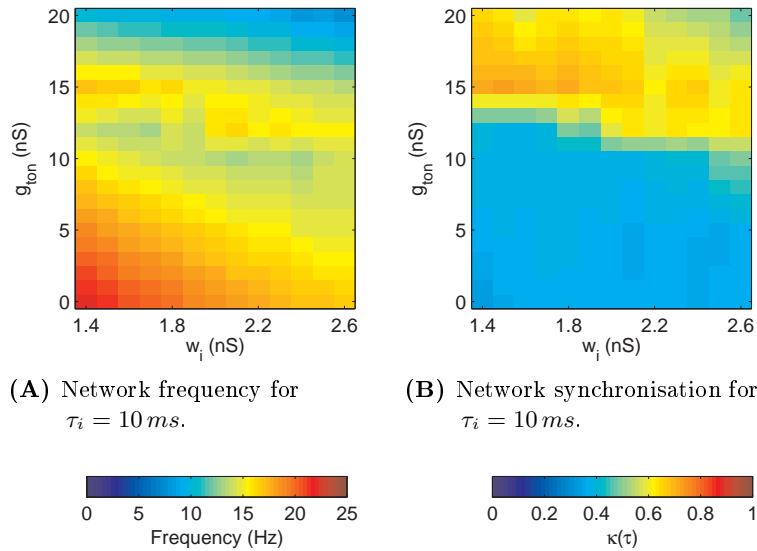 20
15
10
5
0
g_ton (nS)
1.4 1.8 2.2 2.6
w_i (nS)
20
15
10
5
0
g_ton (nS)
1.4 1.8 2.2 2.6
w_i (nS)
(A) Network frequency for
τ_i = 10 ms.
(B) Network synchronisation for
τ_i = 10 ms.
0 5 10 15 20 25
Frequency (Hz)
0 0.2 0.4 0.6 0.8 1
κ(τ)